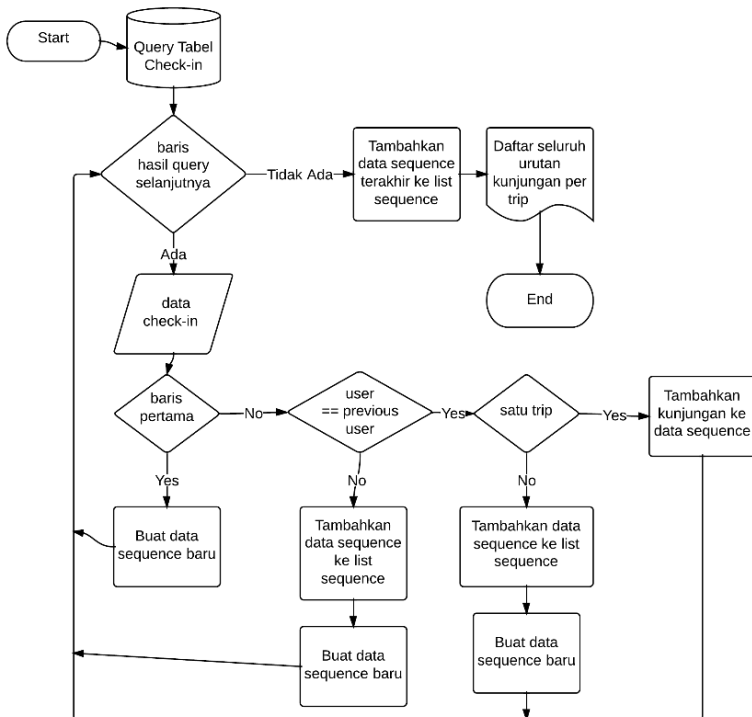 Start
Query Tabel
Check-in
baris
hasil query
selanjutnya
Tidak Ada
Tambahkan
data sequence
terakhir ke list
sequence
Daftar seluruh
urutan
kunjungan per
trip
End
Ada
data
check-in
baris
pertama
No
user
== previous
user
Yes
satu trip
Yes
Tambahkan
kunjungan ke
data sequence
Yes
Buat data
sequence baru
No
Tambahkan
data sequence
ke list
sequence
Buat data
sequence baru
No
Tambahkan data
sequence ke list
sequence
Buat data
sequence baru